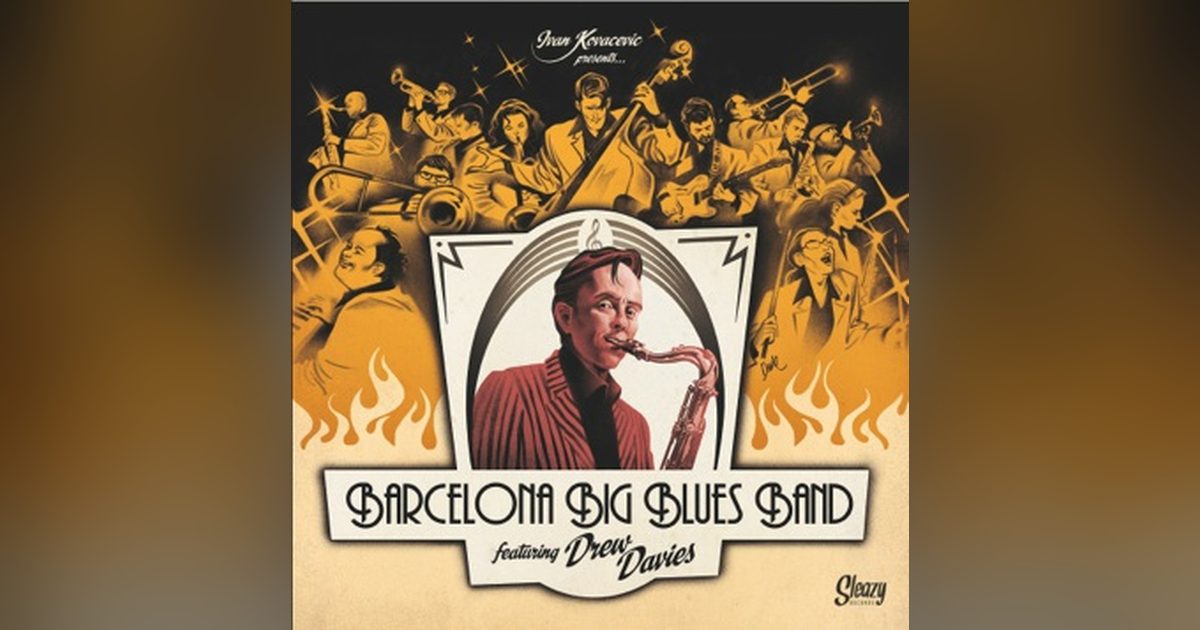 Ivan Kovacevic
presents...
BARCELONA BIG BLUES BAND
featuring Drew
Davies
Sleazy
RECORDS